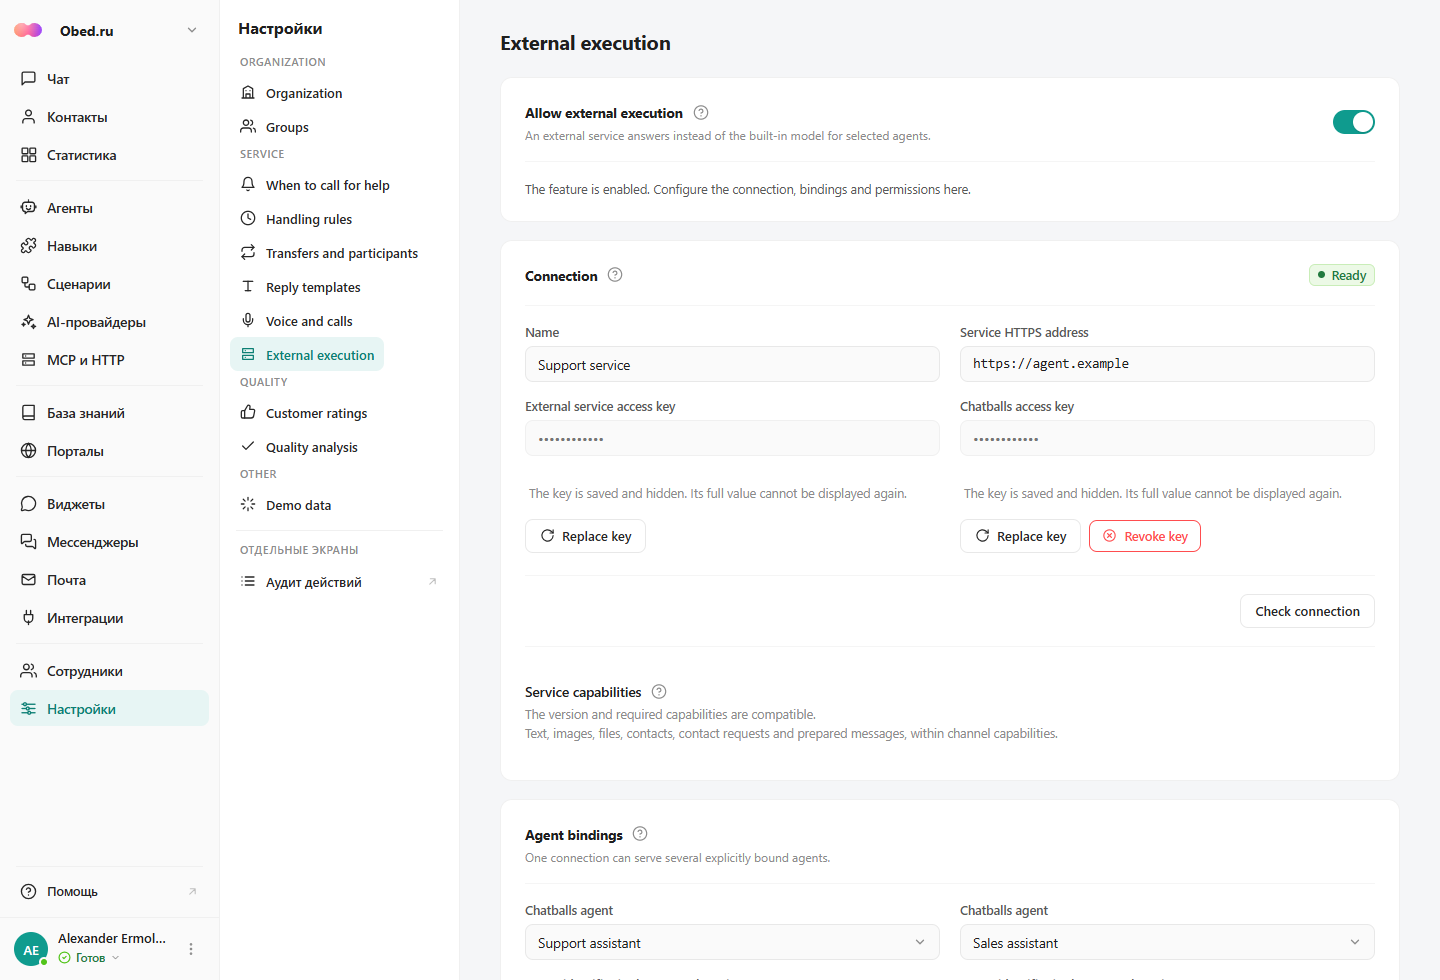 Obed.ru
Чат
Контакты
Статистика
Агенты
Навыки
Сценарии
AI-провайдеры
MCP и HTTP
База знаний
Порталы
Виджеты
Мессенджеры
Почта
Интеграции
Сотрудники
Настройки
Помощь
AE
Alexander Ermol...
Готов
Настройки
ORGANIZATION
Organization
Groups
SERVICE
When to call for help
Handling rules
Transfers and participants
Reply templates
Voice and calls
External execution
QUALITY
Customer ratings
Quality analysis
OTHER
Demo data
ОТДЕЛЬНЫЕ ЭКРАНЫ
Аудит действий
External execution
Allow external execution
An external service answers instead of the built-in model for selected agents.
The feature is enabled. Configure the connection, bindings and permissions here.
Connection
Ready
Name
Service HTTPS address
Support service
https://agent.example
External service access key
Chatballs access key
••••••••••••
••••••••••••
The key is saved and hidden. Its full value cannot be displayed again.
The key is saved and hidden. Its full value cannot be displayed again.
Replace key
Replace key
Revoke key
Check connection
Service capabilities
The version and required capabilities are compatible.
Text, images, files, contacts, contact requests and prepared messages, within channel capabilities.
Agent bindings
One connection can serve several explicitly bound agents.
Chatballs agent
Chatballs agent
Support assistant
Sales assistant